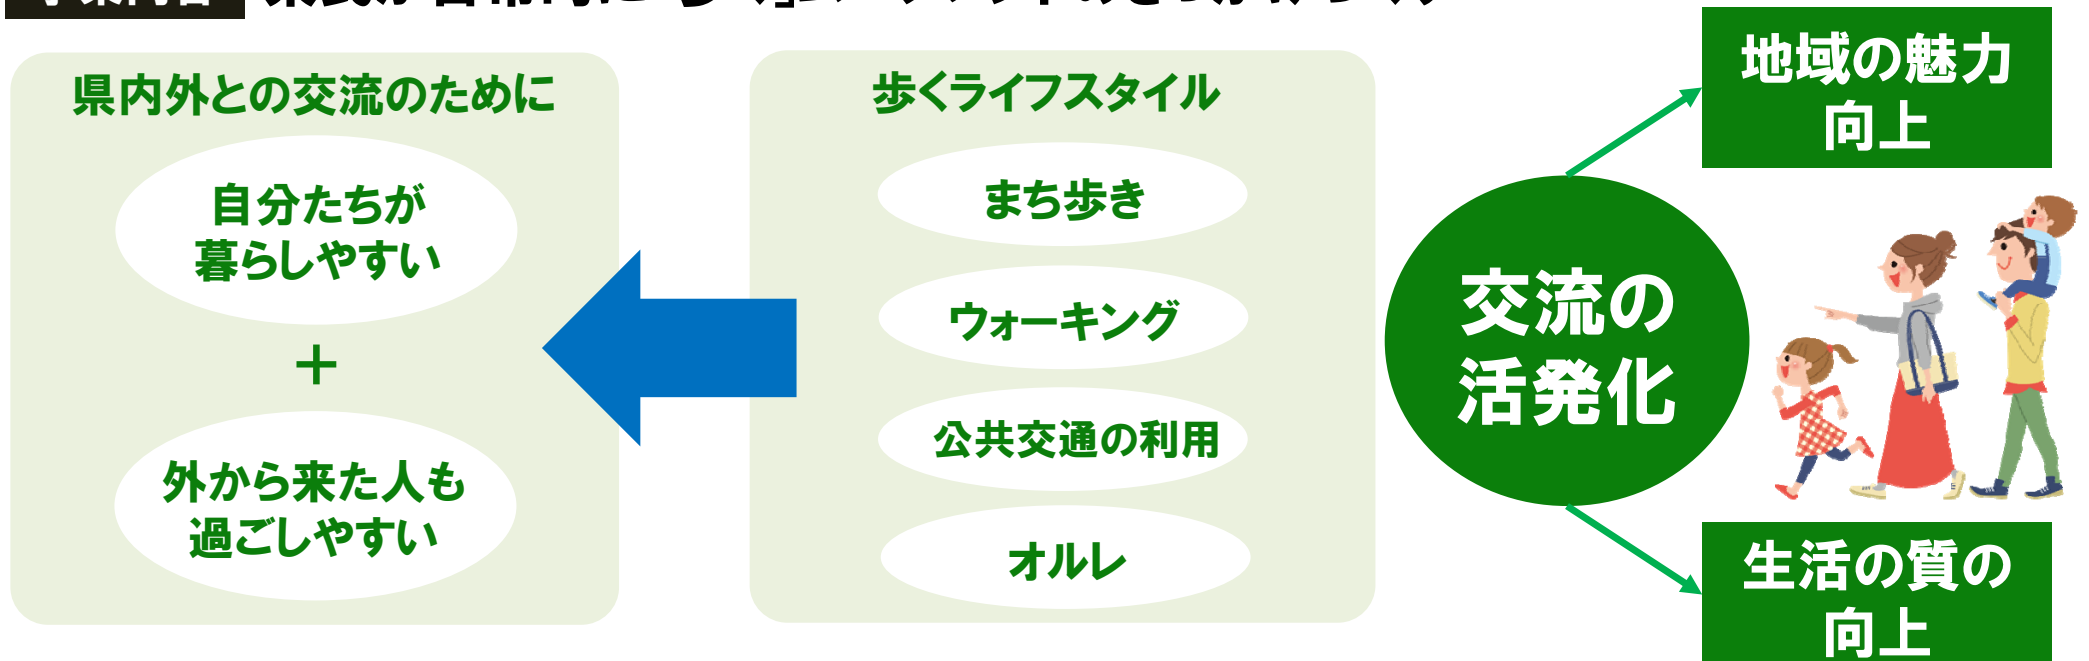 県内外との交流のために
自分たちが
暮らしやすい
＋
外から来た人も
過ごしやすい
歩くライフスタイル
まち歩き
ウォーキング
公共交通の利用
オルレ
交流の
活発化
地域の魅力
向上
生活の質の
向上